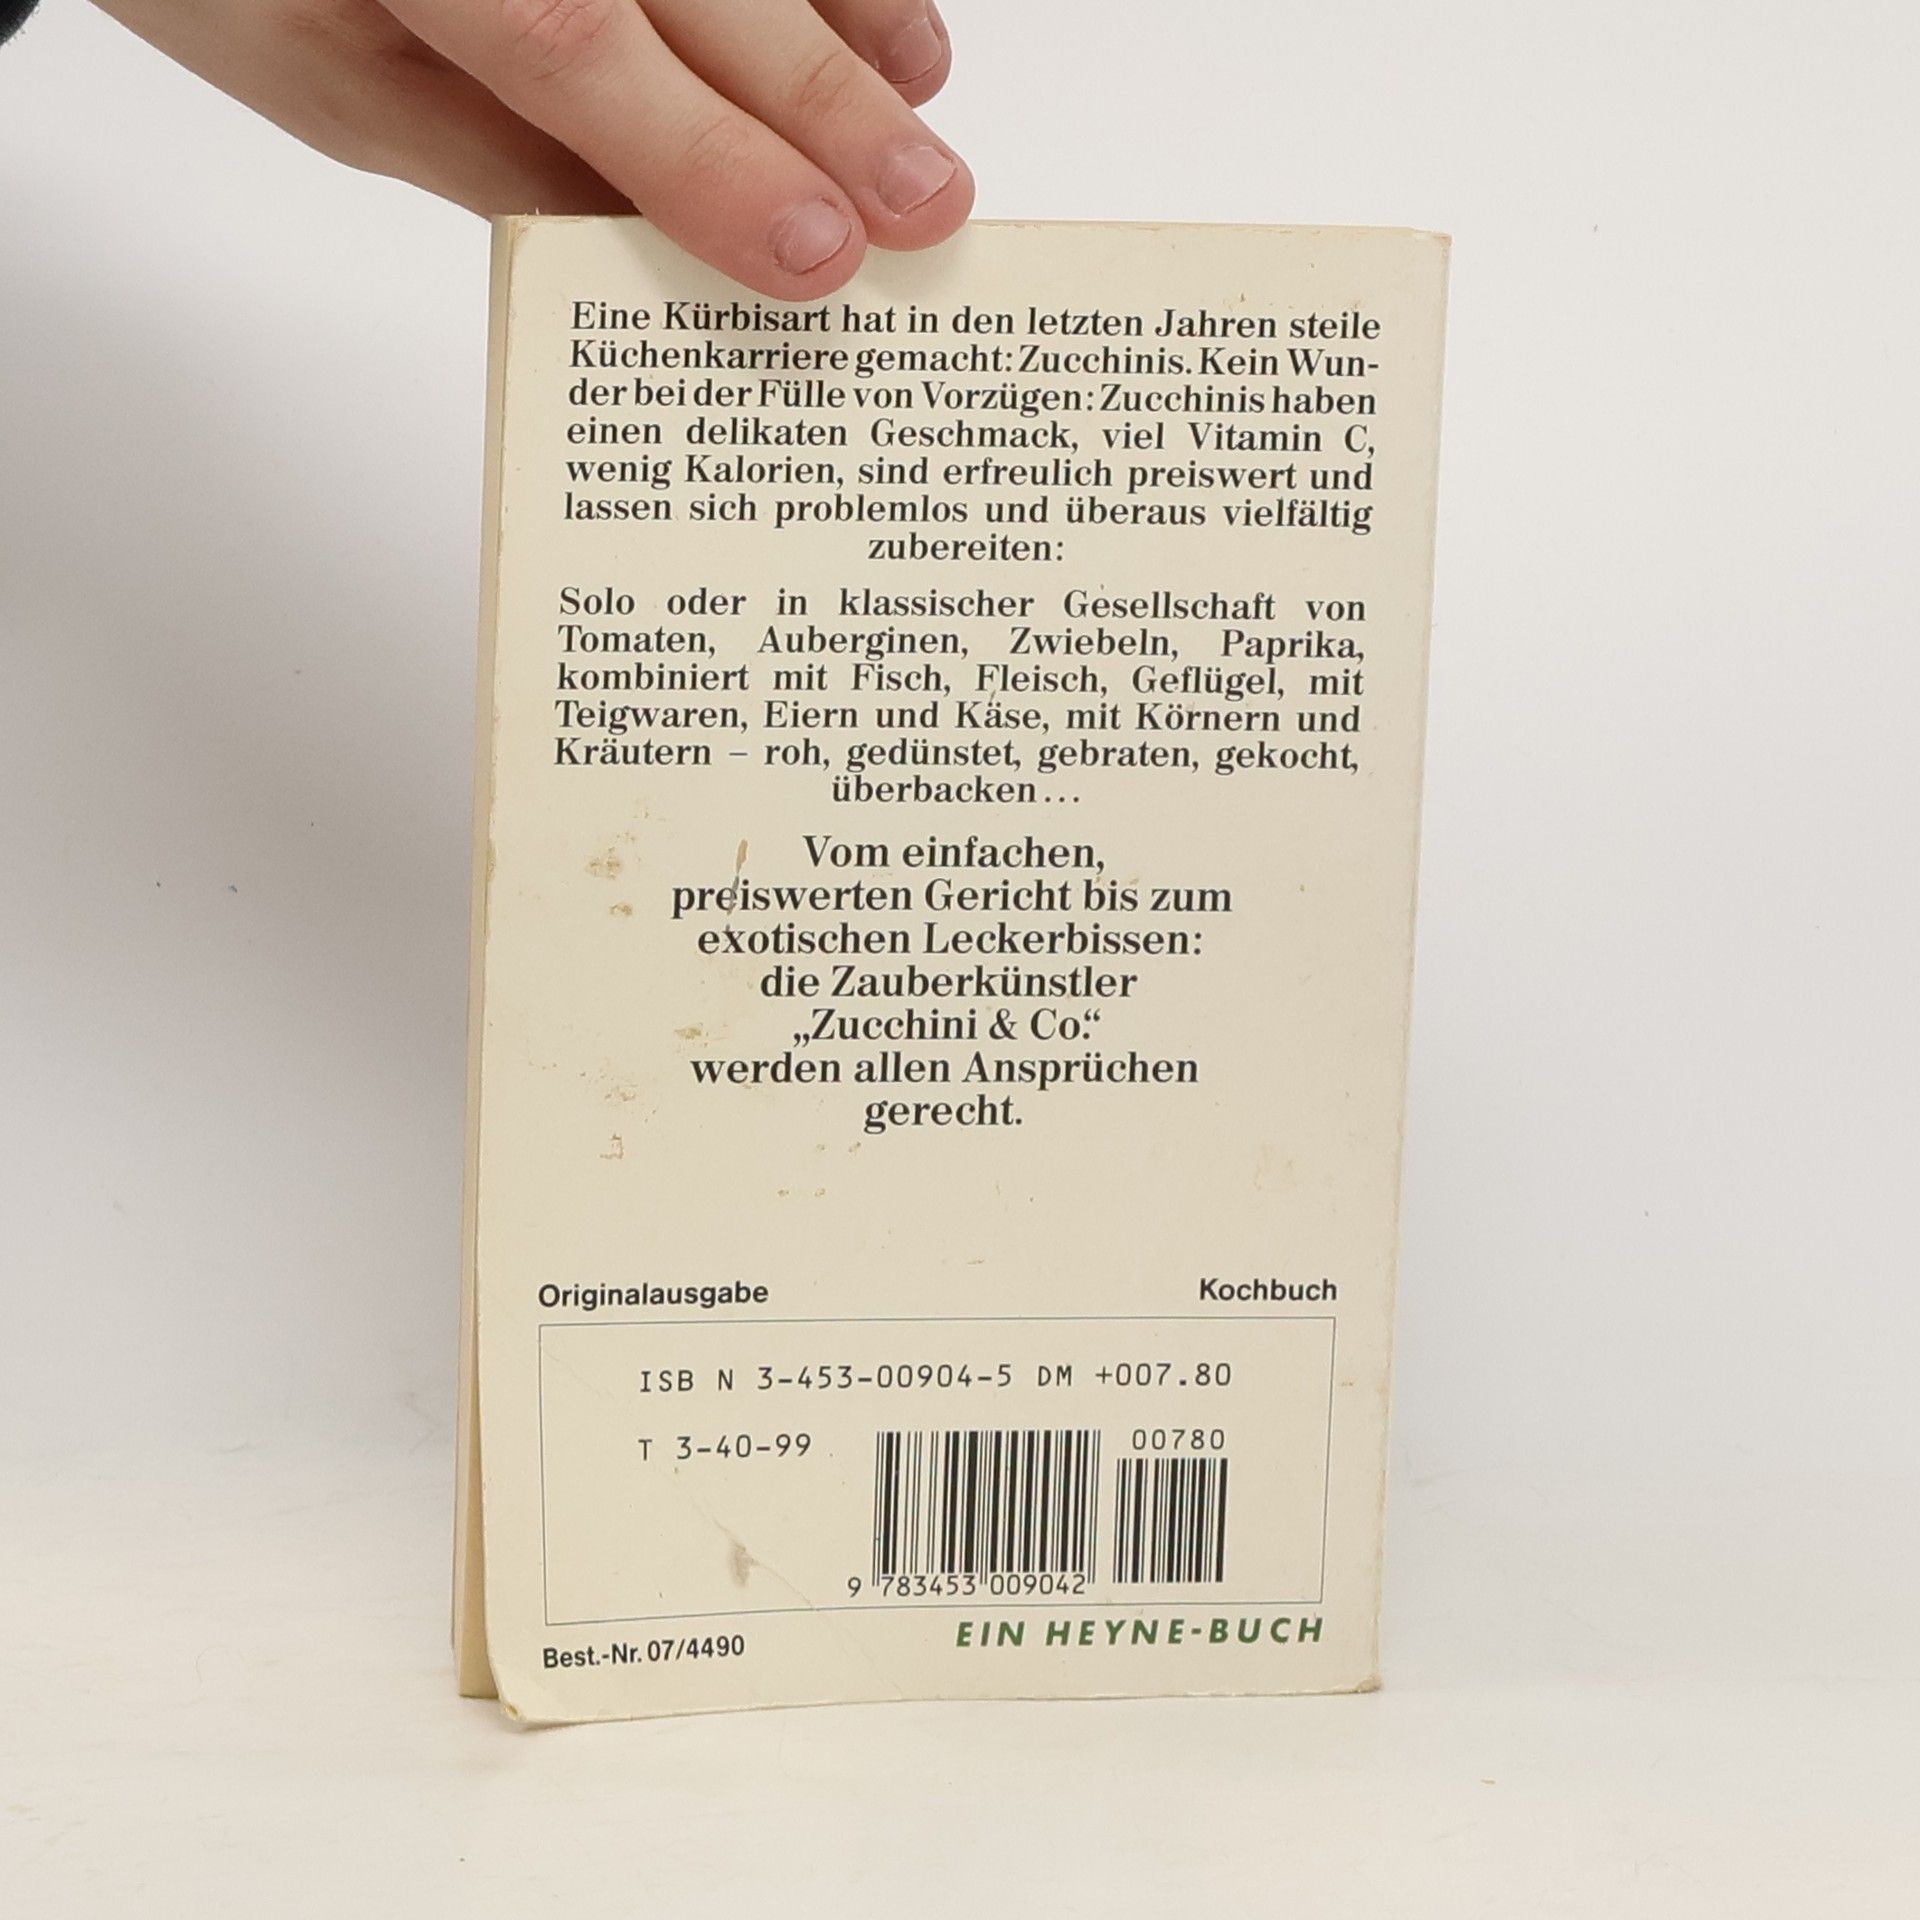 Eine Kürbisart hat in den letzten Jahren steile
Küchenkarriere gemacht: Zucchinis. Kein Wun-
der bei der Fülle von Vorzügen: Zucchinis haben
einen delikaten Geschmack, viel Vitamin C,
wenig Kalorien, sind erfreulich preiswert und
lassen sich problemlos und überaus vielfältig
zubereiten:
Solo oder in klassischer Gesellschaft von
Tomaten, Auberginen, Zwiebeln, Paprika,
kombiniert mit Fisch, Fleisch, Geflügel, mit
Teigwaren, Eiern und Käse, mit Körnern und
Kräutern – roh, gedünstet, gebraten, gekocht,
überbacken...
Vom einfachen,
preiswerten Gericht bis zum
exotischen Leckerbissen:
die Zauberkünstler
„Zucchini & Co.“
werden allen Ansprüchen
gerecht.
Originalausgabe Kochbuch
ISB N 3-453-00904-5 DM +007.80
T 3-40-99
00780
9 783453 009042
EIN HEYNE-BUCH
Best.-Nr. 07/4490